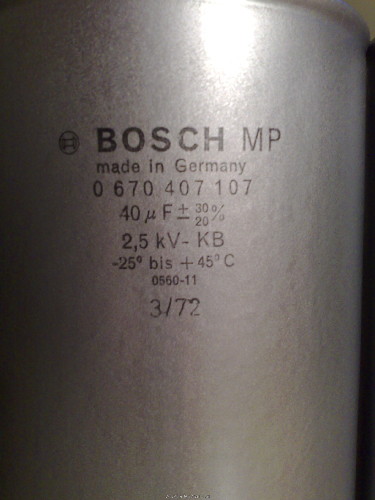 BOSCH MP
made in Germany
0 670 407 107
40 µF ± 30% 20%
2,5 kV- KB
-25° bis +45° C
0560-11
3/72